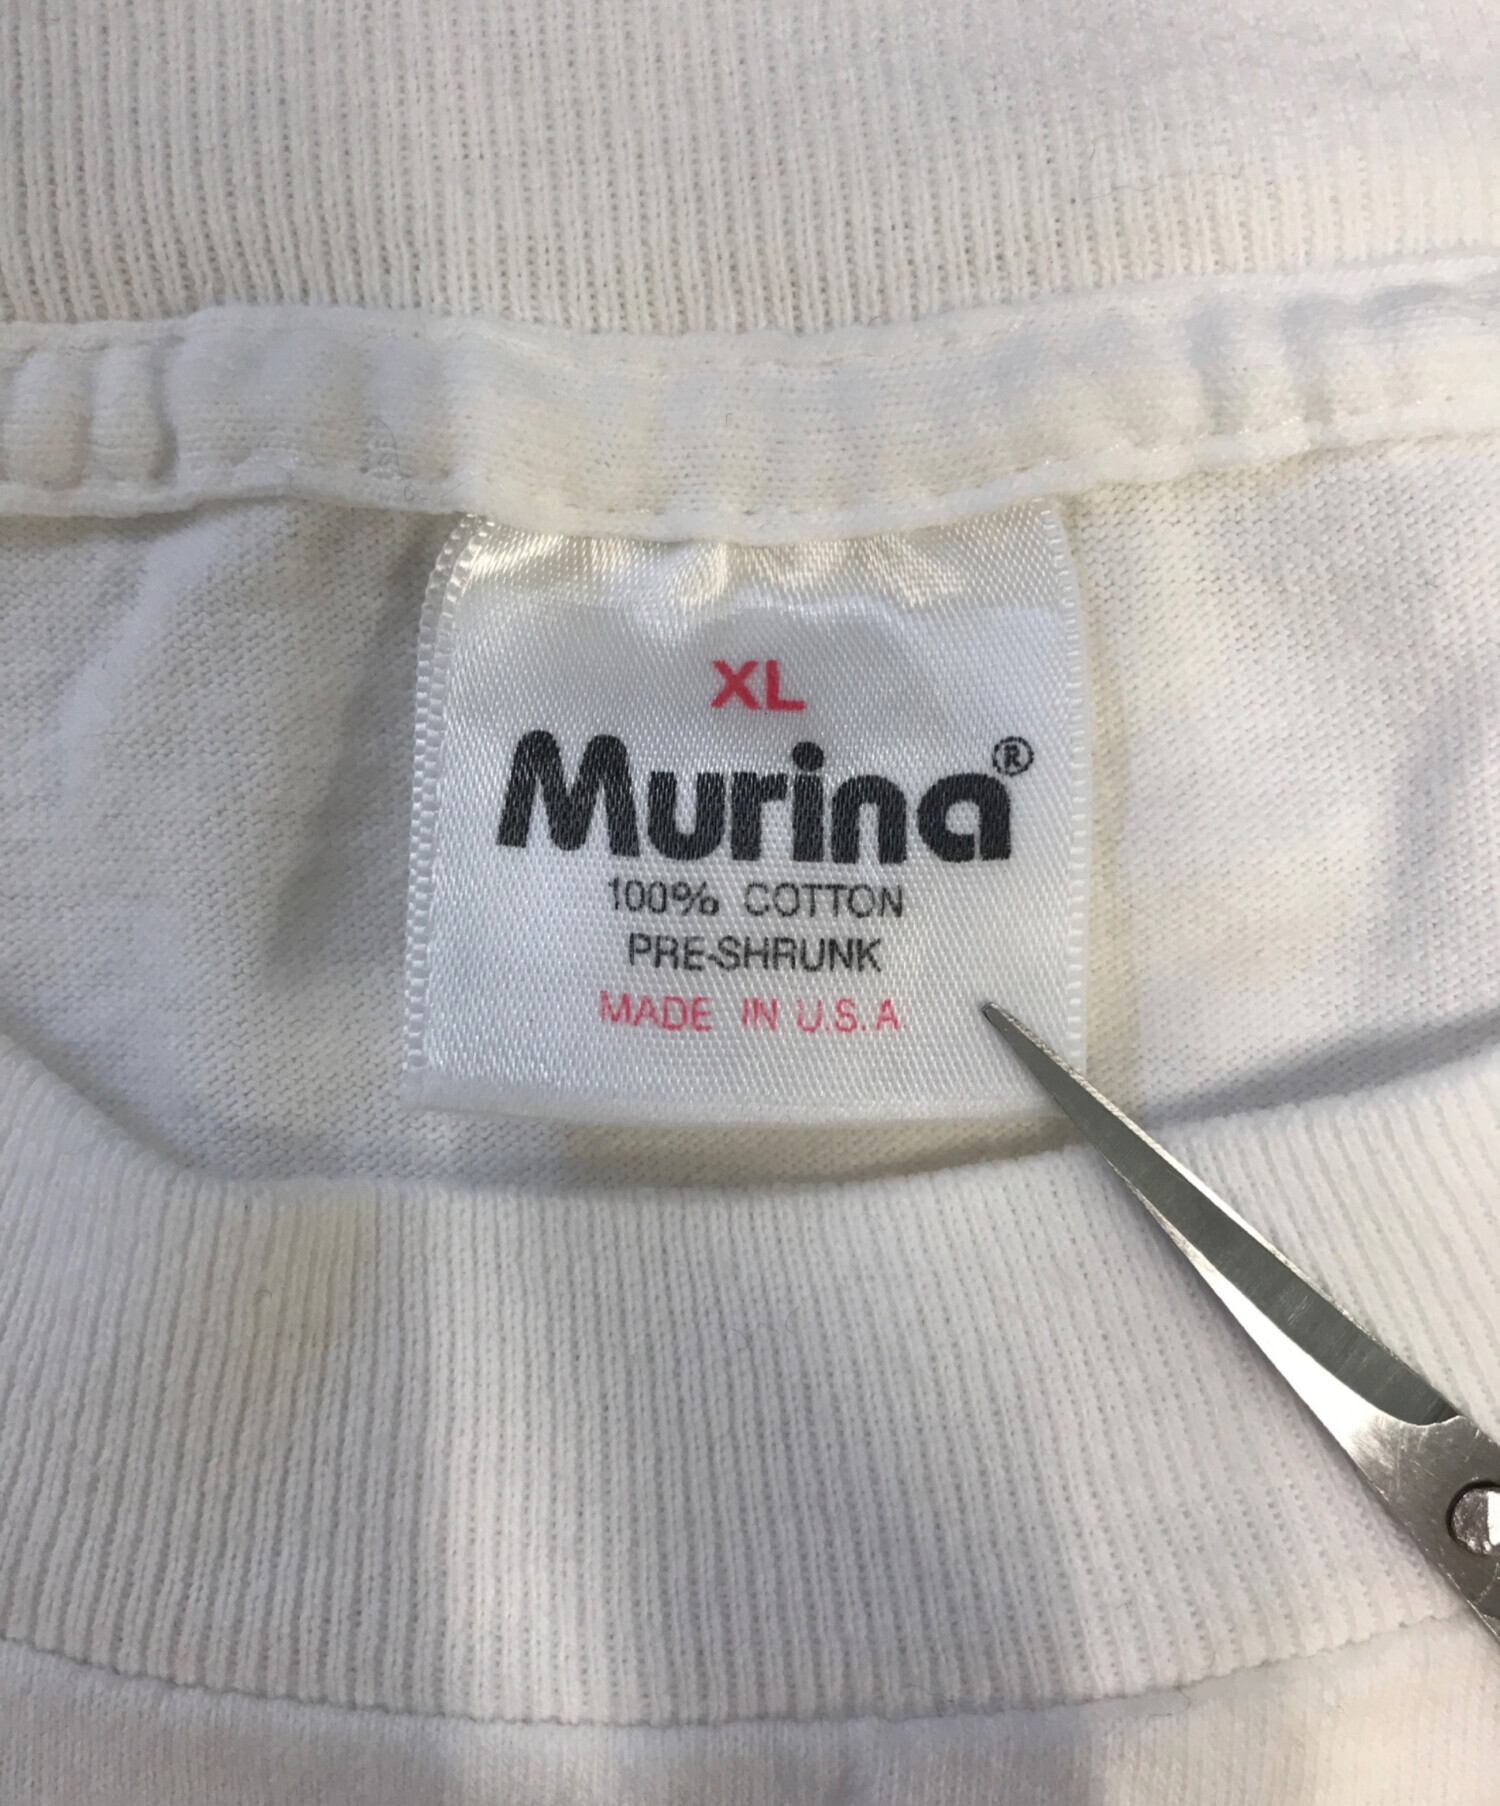 XL
Murina®
100% COTTON
PRE-SHRUNK
MADE IN U.S.A.